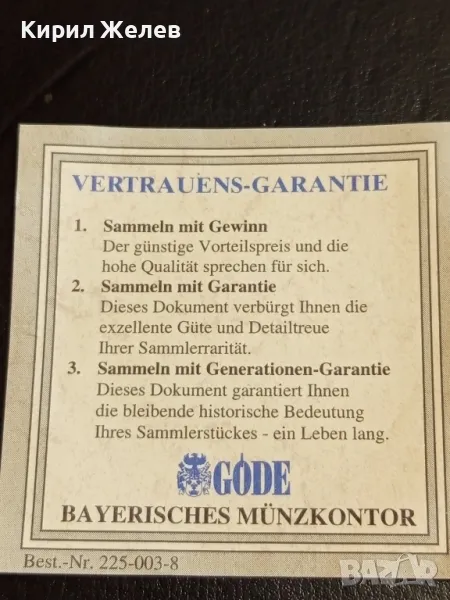 Кирил Желев
VERTRAUENS-GARANTIE
1. Sammeln mit Gewinn
Der günstige Vorteilspreis und die
hohe Qualität sprechen für sich.
2. Sammeln mit Garantie
Dieses Dokument verbürgt Ihnen die
exzellente Güte und Detailtreue
Ihrer Sammlerrarität.
3. Sammeln mit Generationen-Garantie
Dieses Dokument garantiert Ihnen
die bleibende historische Bedeutung
Ihres Sammlerstückes - ein Leben lang.
GÖDE
BAYERISCHES MÜNZKONTOR
Best.-Nr. 225-003-8
bazar